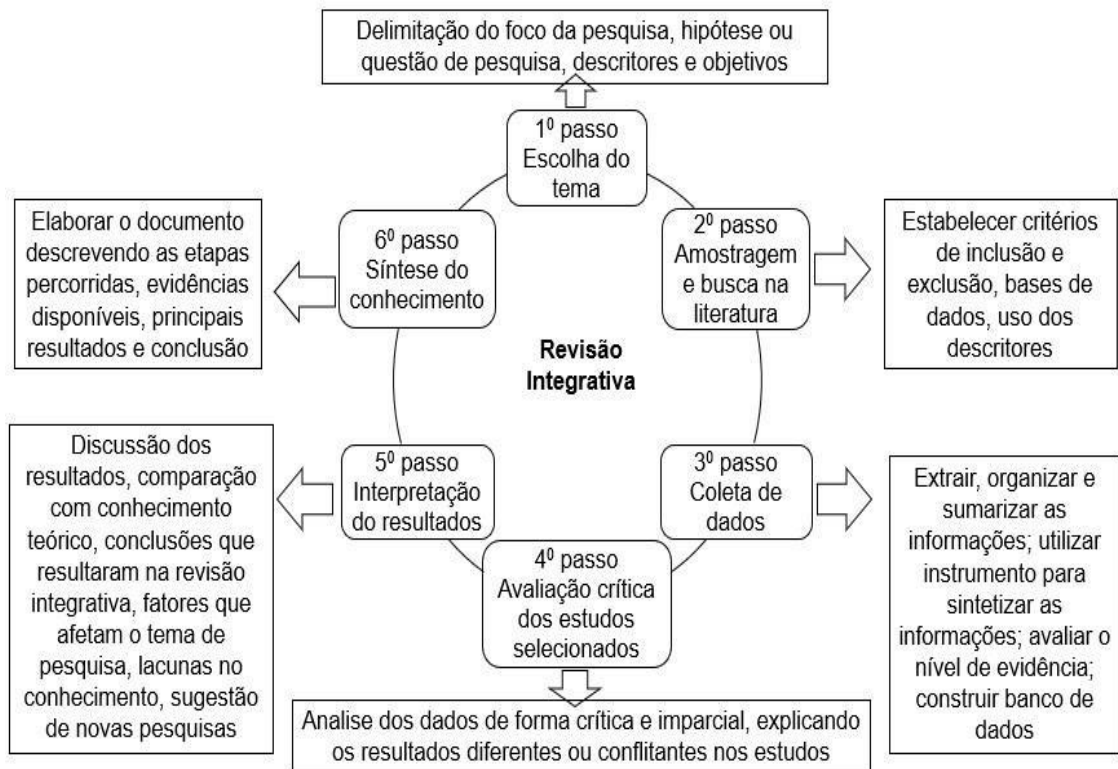 Delimitação do foco da pesquisa, hipótese ou
questão de pesquisa, descritores e objetivos
1º passo
Escolha do
tema
2º passo
Amostragem
e busca na
literatura
Estabelecer critérios
de inclusão e
exclusão, bases de
dados, uso dos
descritores
3º passo
Coleta de
dados
Extrair, organizar e
sumarizar as
informações; utilizar
instrumento para
sintetizar as
informações; avaliar o
nível de evidência;
construir banco de
dados
4º passo
Avaliação crítica
dos estudos
selecionados
Analise dos dados de forma crítica e imparcial, explicando
os resultados diferentes ou conflitantes nos estudos
5º passo
Interpretação
do resultados
Discussão dos
resultados, comparação
com conhecimento
teórico, conclusões que
resultaram na revisão
integrativa, fatores que
afetam o tema de
pesquisa, lacunas no
conhecimento, sugestão
de novas pesquisas
6º passo
Síntese do
conhecimento
Elaborar o documento
descrevendo as etapas
percorridas, evidências
disponíveis, principais
resultados e conclusão
Revisão
Integrativa